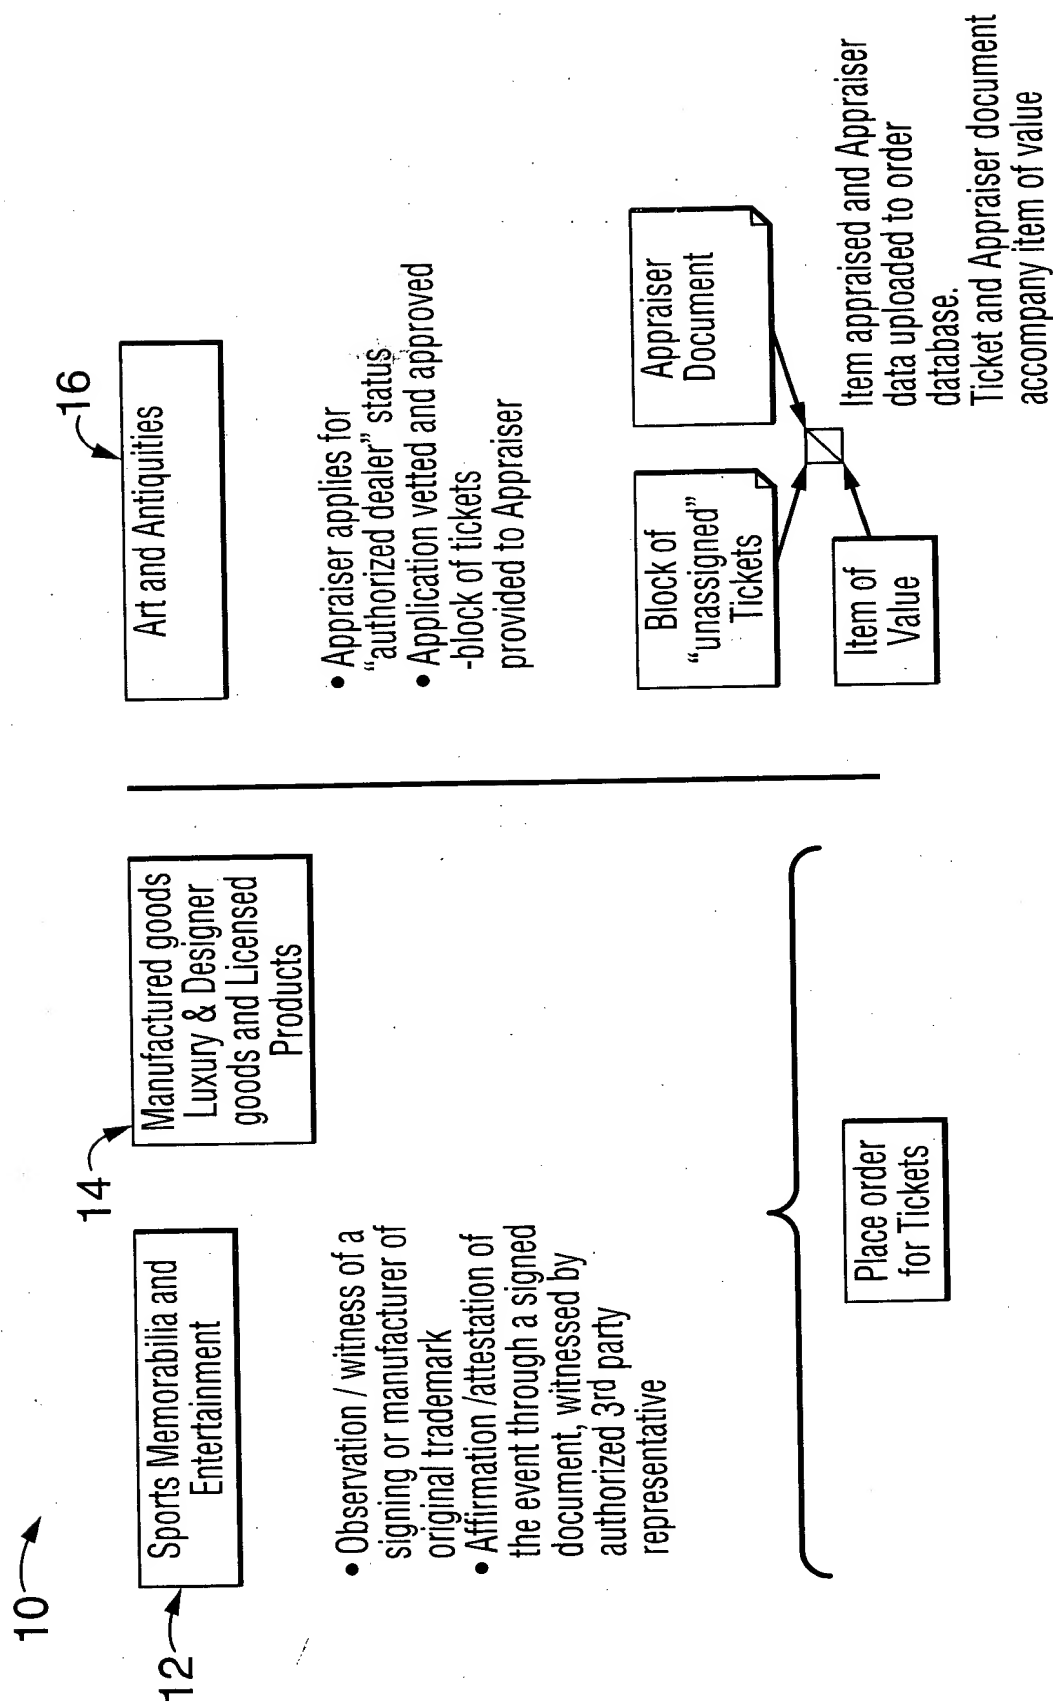 10
12
Sports Memorabilia and
Entertainment
• Observation / witness of a
signing or manufacturer of
original trademark
• Affirmation /attestation of
the event through a signed
document, witnessed by
authorized 3rd party
representative
14
Manufactured goods
Luxury & Designer
goods and Licensed
Products
Place order
for Tickets
16
Art and Antiquities
• Appraiser applies for
“authorized dealer” status
• Application vetted and approved
-block of tickets
provided to Appraiser
Block of
“unassigned”
Tickets
Appraiser
Document
Item of
Value
Item appraised and Appraiser
data uploaded to order
database.
Ticket and Appraiser document
accompany item of value